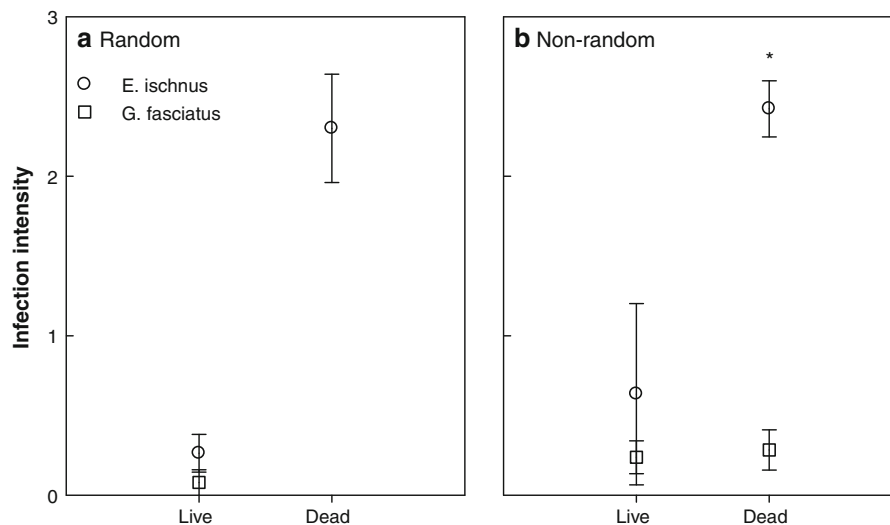 3
a Random
b Non-random
*
E. ischnus
G. fasciatus
Infection intensity
2
1
0
Live Dead
Live Dead